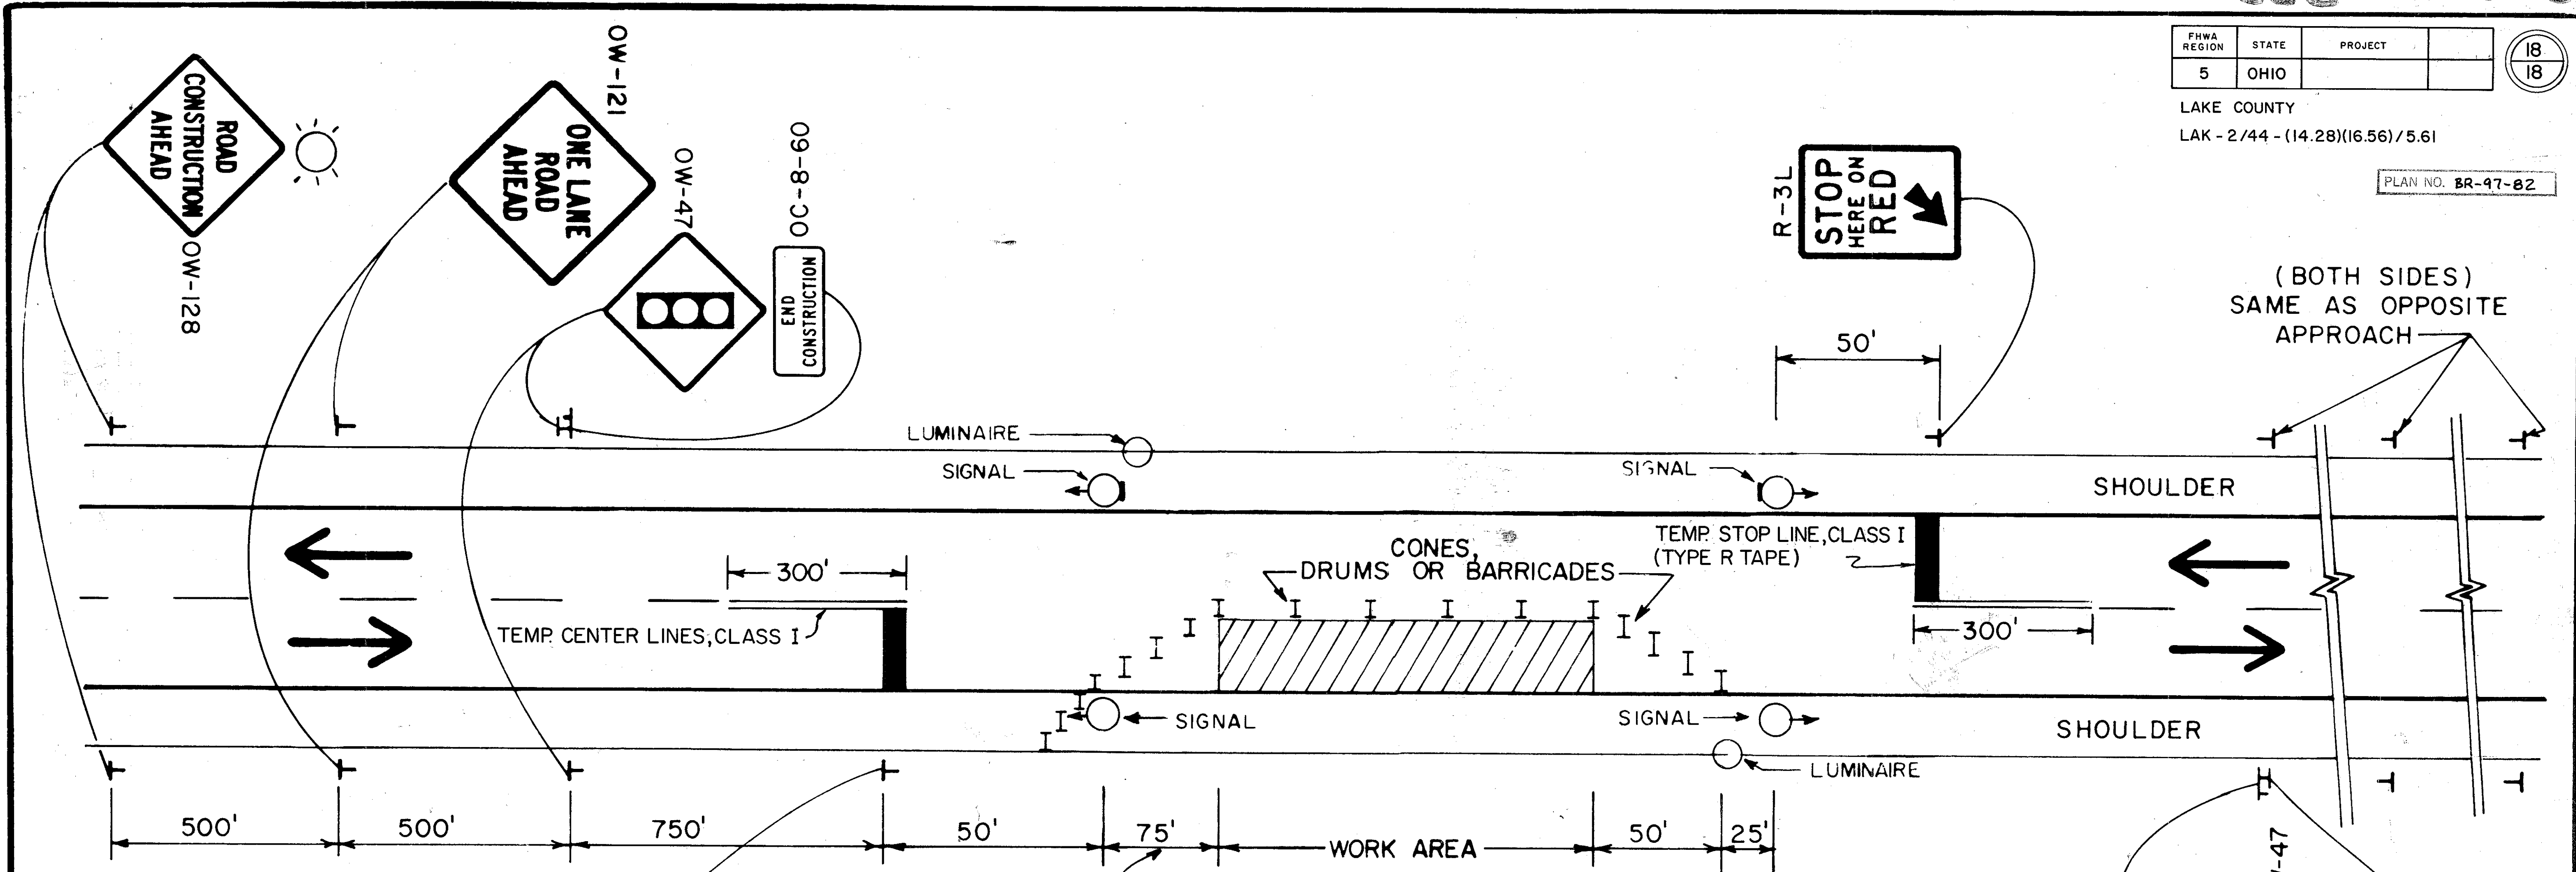 FHWA REGION STATE PROJECT
5 OHIO
18
18
LAKE COUNTY
LAK - 2/44 - (14.28)(16.56)/5.61
PLAN NO. BR-97-82
ROAD
CONSTRUCTION
AHEAD
OW-128
OW-121
ONE LANE
ROAD
AHEAD
OW-47
OC-8-60
END
CONSTRUCTION
R-3L
STOP
HERE ON
RED
(BOTH SIDES)
SAME AS OPPOSITE
APPROACH
50'
LUMINAIRE
SIGNAL
SIGNAL
SHOULDER
TEMP. STOP LINE, CLASS I
(TYPE R TAPE)
CONES,
DRUMS OR BARRICADES
300'
TEMP. CENTER LINES, CLASS I
300'
SIGNAL
SIGNAL
SHOULDER
LUMINAIRE
500' 500' 750' 50' 75' WORK AREA 50' 25'
-47